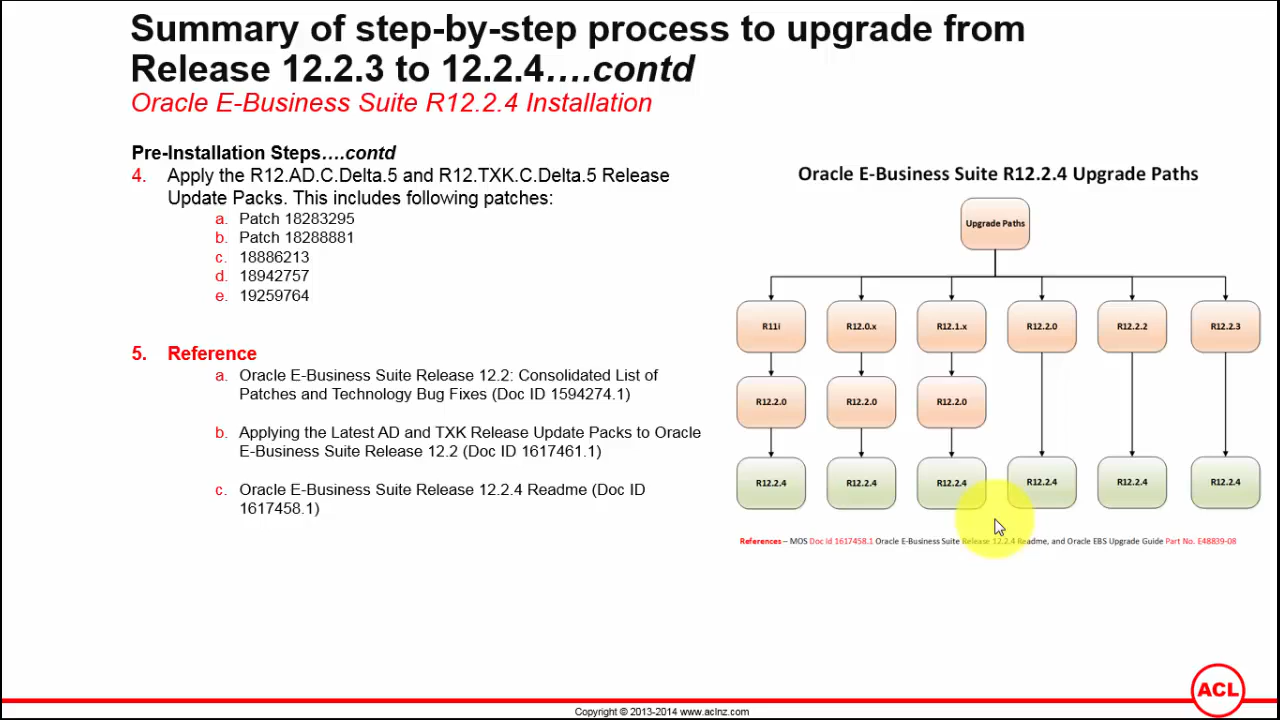 Summary of step-by-step process to upgrade from
Release 12.2.3 to 12.2.4….contd
Oracle E-Business Suite R12.2.4 Installation
Pre-Installation Steps….contd
4. Apply the R12.AD.C.Delta.5 and R12.TXK.C.Delta.5 Release
Update Packs. This includes following patches:
a. Patch 18283295
b. Patch 18288881
c. 18886213
d. 18942757
e. 19259764
5. Reference
a. Oracle E-Business Suite Release 12.2: Consolidated List of
Patches and Technology Bug Fixes (Doc ID 1594274.1)
b. Applying the Latest AD and TXK Release Update Packs to Oracle
E-Business Suite Release 12.2 (Doc ID 1617461.1)
c. Oracle E-Business Suite Release 12.2.4 Readme (Doc ID
1617458.1)
Oracle E-Business Suite R12.2.4 Upgrade Paths
Upgrade Paths
R11i R12.0.x R12.1.x R12.2.0 R12.2.2 R12.2.3
R12.2.0 R12.2.0 R12.2.0
R12.2.4 R12.2.4 R12.2.4 R12.2.4 R12.2.4 R12.2.4
References – MOS Doc Id 1617458.1 Oracle E-Business Suite Release 12.2.4 Readme, and Oracle EBS Upgrade Guide Part No. E48839-08
ACL
Copyright © 2013-2014 www.aclnz.com